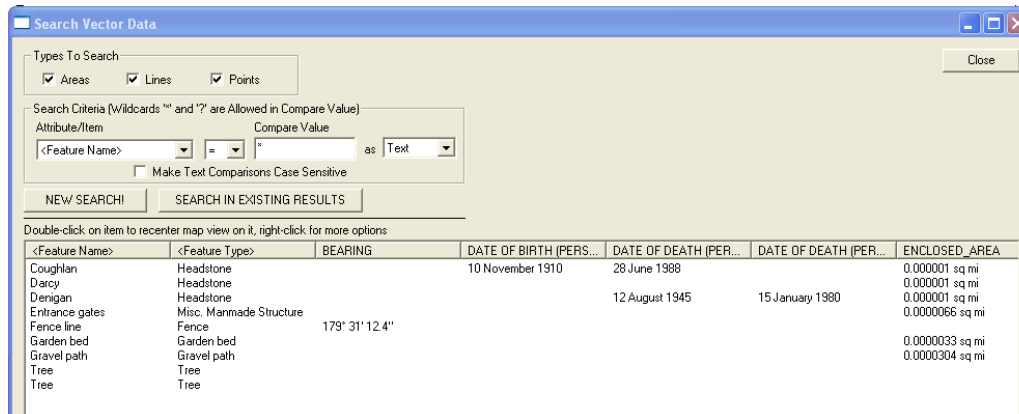 Search Vector Data
Close
Types To Search
Areas Lines Points
Search Criteria (Wildcards '*' and '?' are Allowed in Compare Value)
Attribute/Item Compare Value
<Feature Name> = * as Text
Make Text Comparisons Case Sensitive
NEW SEARCH! SEARCH IN EXISTING RESULTS
Double-click on item to recenter map view on it, right-click for more options
<Feature Name> <Feature Type> BEARING DATE OF BIRTH (PERS... DATE OF DEATH (PER... DATE OF DEATH (PER... ENCLOSED_AREA
Coughlan Headstone 10 November 1910 28 June 1988 0.000001 sq mi
Darcy Headstone 0.000001 sq mi
Denigan Headstone 12 August 1945 15 January 1980 0.000001 sq mi
Entrance gates Misc. Manmade Structure 0.0000066 sq mi
Fence line Fence 179° 31' 12.4"
Garden bed Garden bed 0.0000033 sq mi
Gravel path Gravel path 0.0000304 sq mi
Tree Tree
Tree Tree